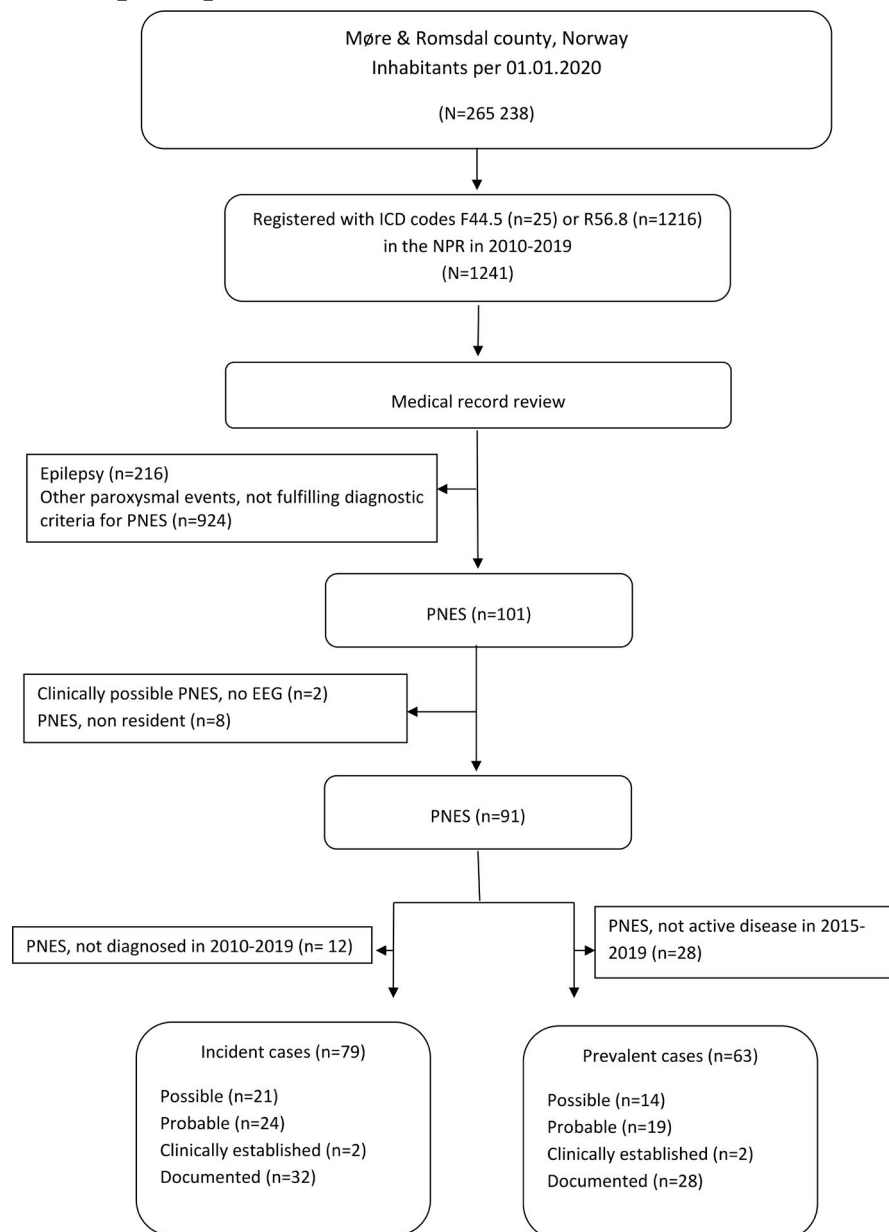 Møre & Romsdal county, Norway
Inhabitants per 01.01.2020
(N=265 238)
Registered with ICD codes F44.5 (n=25) or R56.8 (n=1216)
in the NPR in 2010-2019
(N=1241)
Medical record review
Epilepsy (n=216)
Other paroxysmal events, not fulfilling diagnostic
criteria for PNES (n=924)
PNES (n=101)
Clinically possible PNES, no EEG (n=2)
PNES, non resident (n=8)
PNES (n=91)
PNES, not diagnosed in 2010-2019 (n= 12)
PNES, not active disease in 2015-
2019 (n=28)
Incident cases (n=79)
Possible (n=21)
Probable (n=24)
Clinically established (n=2)
Documented (n=32)
Prevalent cases (n=63)
Possible (n=14)
Probable (n=19)
Clinically established (n=2)
Documented (n=28)